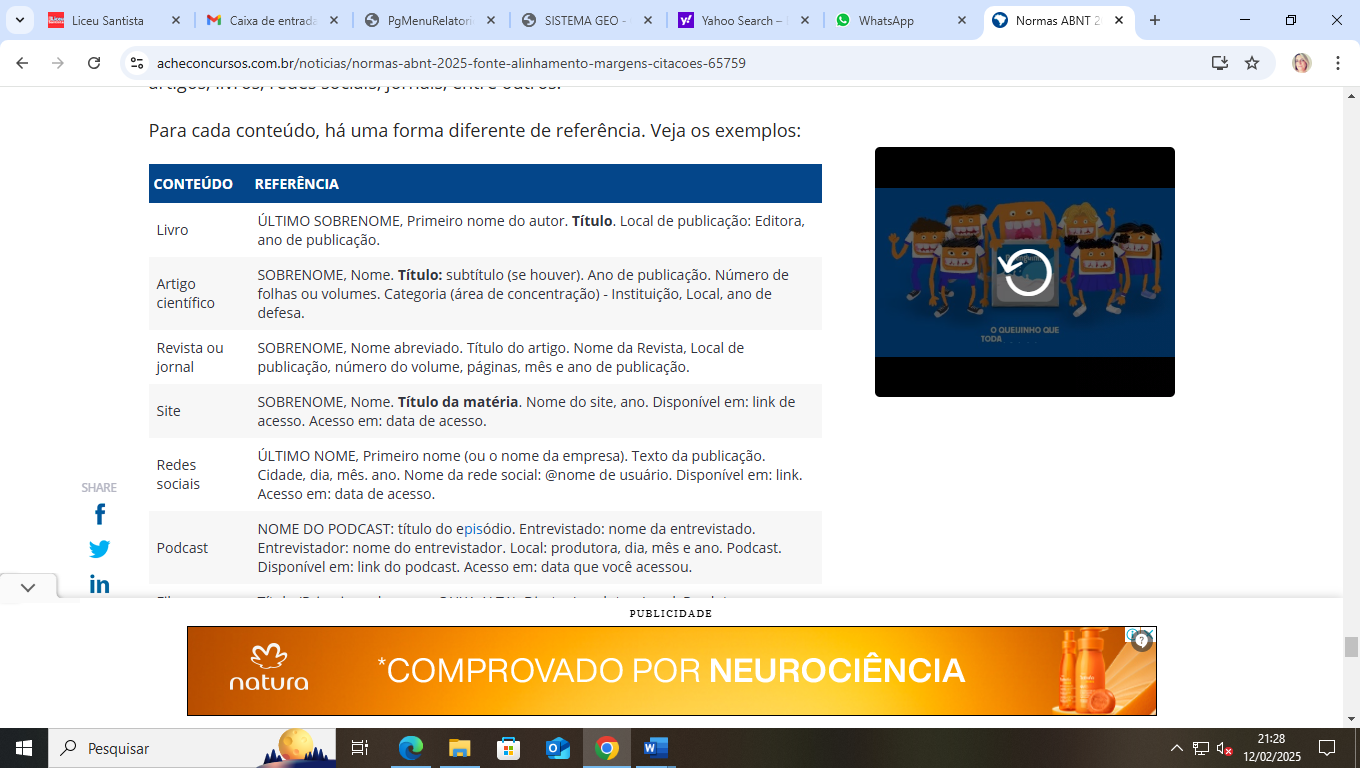 Liceu Santista
Caixa de entrada
PgMenuRelatori
SISTEMA GEO -
Yahoo Search –
WhatsApp
Normas ABNT 2
acheconcursos.com.br/noticias/normas-abnt-2025-fonte-alinhamento-margens-citacoes-65759
artigos, livros, redes sociais, jornais, entre outros.
Para cada conteúdo, há uma forma diferente de referência. Veja os exemplos:
CONTEÚDO REFERÊNCIA
Livro
ÚLTIMO SOBRENOME, Primeiro nome do autor. Título. Local de publicação: Editora,
ano de publicação.
Artigo
científico
SOBRENOME, Nome. Título: subtítulo (se houver). Ano de publicação. Número de
folhas ou volumes. Categoria (área de concentração) - Instituição, Local, ano de
defesa.
Revista ou
jornal
SOBRENOME, Nome abreviado. Título do artigo. Nome da Revista, Local de
publicação, número do volume, páginas, mês e ano de publicação.
Site
SOBRENOME, Nome. Título da matéria. Nome do site, ano. Disponível em: link de
acesso. Acesso em: data de acesso.
Redes
sociais
ÚLTIMO NOME, Primeiro nome (ou o nome da empresa). Texto da publicação.
Cidade, dia, mês. ano. Nome da rede social: @nome de usuário. Disponível em: link.
Acesso em: data de acesso.
Podcast
NOME DO PODCAST: título do episódio. Entrevistado: nome da entrevistado.
Entrevistador: nome do entrevistador. Local: produtora, dia, mês e ano. Podcast.
Disponível em: link do podcast. Acesso em: data que você acessou.
O QUEIJINHO QUE
TODA
SHARE
PUBLICIDADE
natura
*COMPROVADO POR NEUROCIÊNCIA
Pesquisar
21:28
12/02/2025